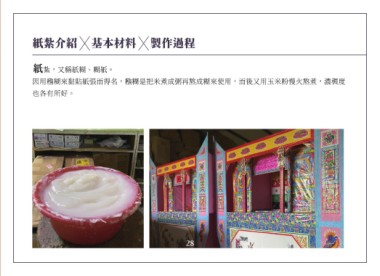 紙紮介紹╳基本材料╳製作過程
紙紮，又稱紙糊、糊紙。
因用糨糊來黏貼紙張而得名，糨糊是把米煮成粥再熬成糊來使用，而後又用玉米粉慢火熬煮，濃稠度
也各有所好。
28